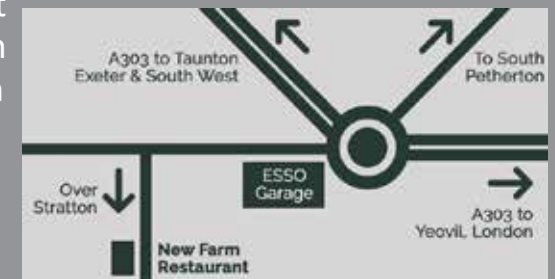 A303 to Taunton
Exeter & South West
To South
Petherton
ESSO
Garage
Over
Stratton
A303 to
Yeovil, London
New Farm
Restaurant